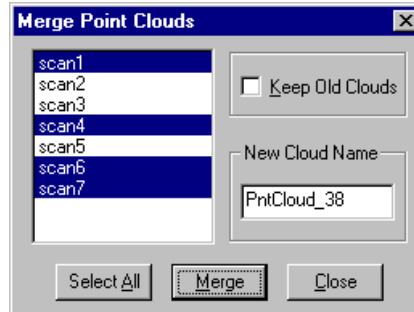 Merge Point Clouds
scan1
scan2
scan3
scan4
scan5
scan6
scan7
Keep Old Clouds
New Cloud Name
PntCloud_38
Select All
Merge
Close